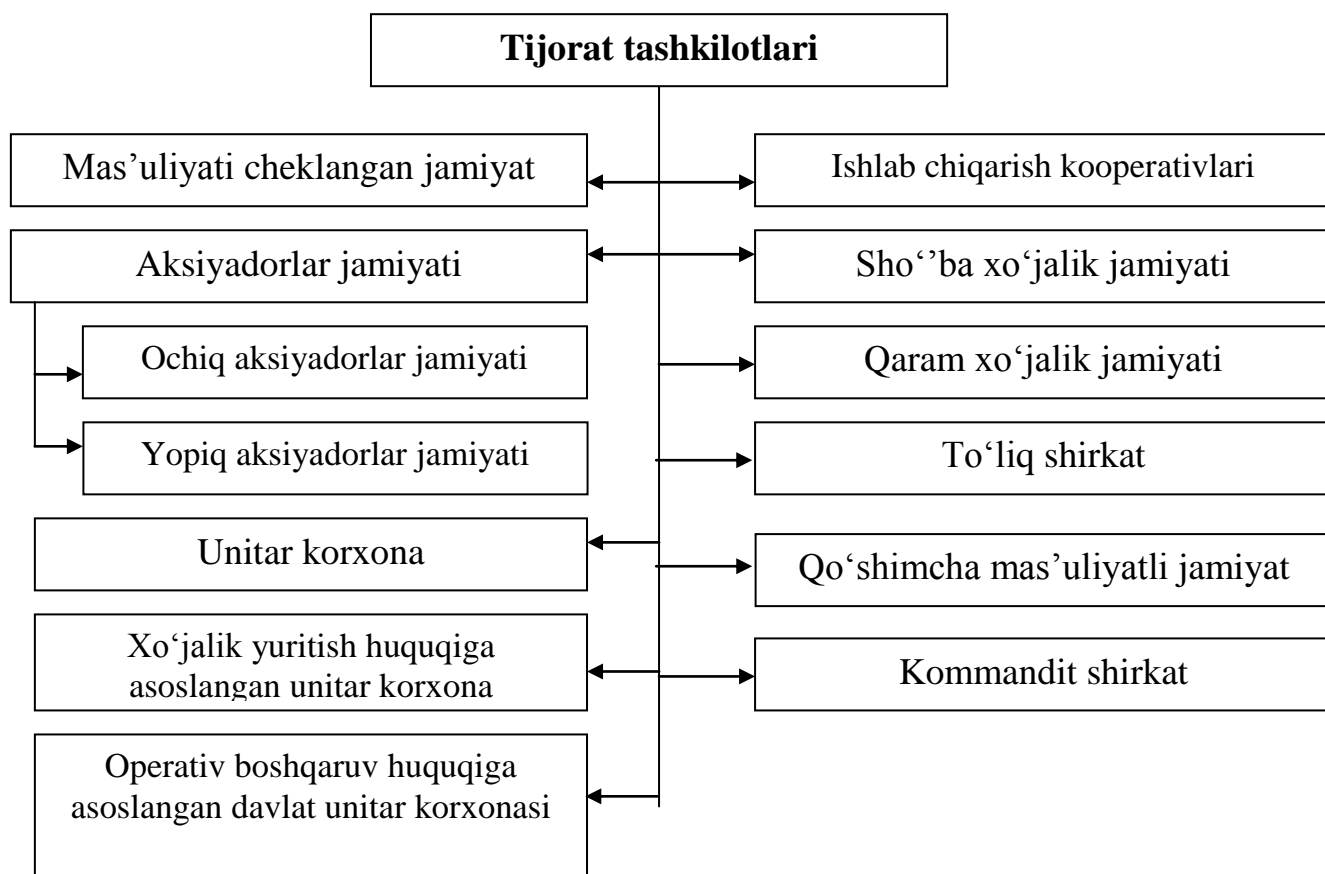 Tijorat tashkilotlari
Mas’uliyati cheklangan jamiyat
Ishlab chiqarish kooperativlari
Aksiyadorlar jamiyati
Sho‘’ba xo‘jalik jamiyati
Ochiq aksiyadorlar jamiyati
Qaram xo‘jalik jamiyati
Yopiq aksiyadorlar jamiyati
To‘liq shirkat
Unitar korxona
Qo‘shimcha mas’uliyatli jamiyat
Xo‘jalik yuritish huquqiga
asoslangan unitar korxona
Kommandit shirkat
Operativ boshqaruv huquqiga
asoslangan davlat unitar korxonasi